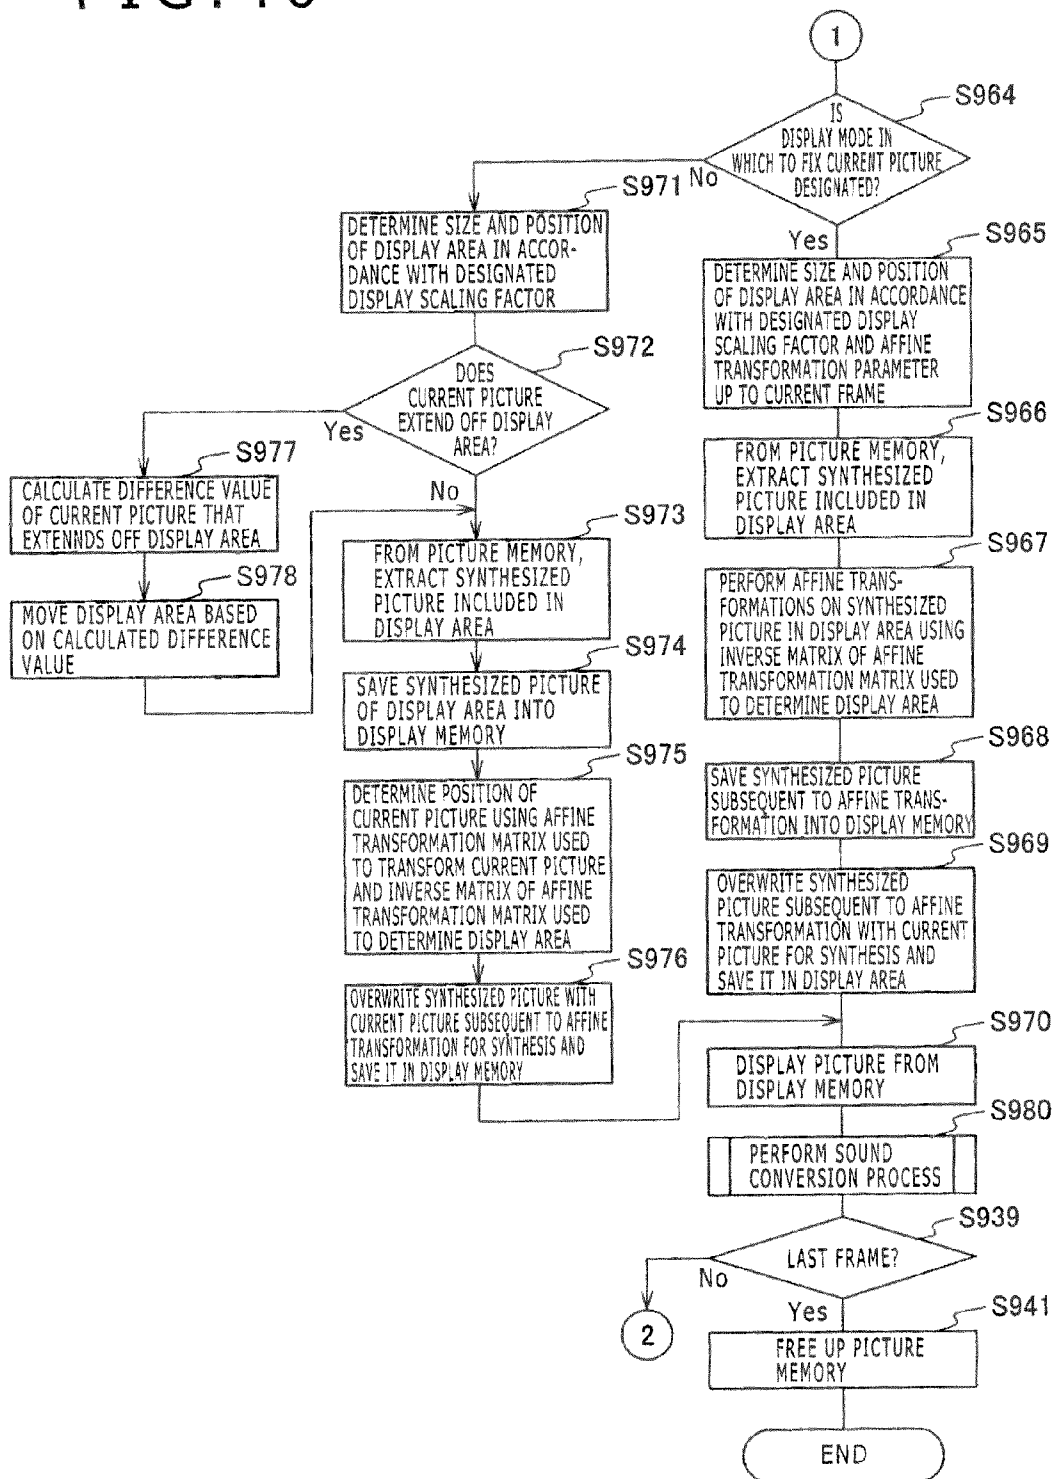 FIG.
1
S964
IS
DISPLAY MODE IN
WHICH TO FIX CURRENT PICTURE
DESIGNATED?
No
Yes
S971
DETERMINE SIZE AND POSITION
OF DISPLAY AREA IN ACCOR-
DANCE WITH DESIGNATED
DISPLAY SCALING FACTOR
S972
DOES
CURRENT PICTURE
EXTEND OFF DISPLAY
AREA?
Yes
No
S977
CALCULATE DIFFERENCE VALUE
OF CURRENT PICTURE THAT
EXTENNDS OFF DISPLAY AREA
S978
MOVE DISPLAY AREA BASED
ON CALCULATED DIFFERENCE
VALUE
S973
FROM PICTURE MEMORY,
EXTRACT SYNTHESIZED
PICTURE INCLUDED IN
DISPLAY AREA
S974
SAVE SYNTHESIZED PICTURE
OF DISPLAY AREA INTO
DISPLAY MEMORY
S975
DETERMINE POSITION OF
CURRENT PICTURE USING AFFINE
TRANSFORMATION MATRIX USED
TO TRANSFORM CURRENT PICTURE
AND INVERSE MATRIX OF AFFINE
TRANSFORMATION MATRIX USED
TO DETERMINE DISPLAY AREA
S976
OVERWRITE SYNTHESIZED PICTURE WITH
CURRENT PICTURE SUBSEQUENT TO AFFINE
TRANSFORMATION FOR SYNTHESIS AND
SAVE IT IN DISPLAY MEMORY
S965
DETERMINE SIZE AND POSITION
OF DISPLAY AREA IN ACCORDANCE
WITH DESIGNATED DISPLAY
SCALING FACTOR AND AFFINE
TRANSFORMATION PARAMETER
UP TO CURRENT FRAME
S966
FROM PICTURE MEMORY,
EXTRACT SYNTHESIZED
PICTURE INCLUDED IN
DISPLAY AREA
S967
PERFORM AFFINE TRANS-
FORMATIONS ON SYNTHESIZED
PICTURE IN DISPLAY AREA USING
INVERSE MATRIX OF AFFINE
TRANSFORMATION MATRIX USED
TO DETERMINE DISPLAY AREA
S968
SAVE SYNTHESIZED PICTURE
SUBSEQUENT TO AFFINE TRANS-
FORMATION INTO DISPLAY MEMORY
S969
OVERWRITE SYNTHESIZED
PICTURE SUBSEQUENT TO AFFINE
TRANSFORMATION WITH CURRENT
PICTURE FOR SYNTHESIS AND
SAVE IT IN DISPLAY AREA
S970
DISPLAY PICTURE FROM
DISPLAY MEMORY
S980
PERFORM SOUND
CONVERSION PROCESS
S939
LAST FRAME?
No
Yes
2
S941
FREE UP PICTURE
MEMORY
END